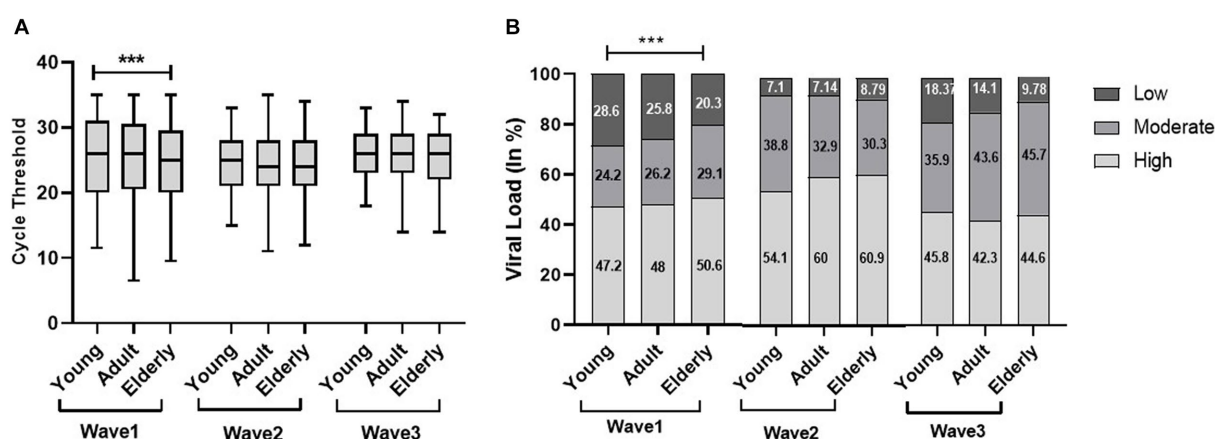 A
Cycle Threshold
40
30
20
10
0
***
Young Adult Elderly Young Adult Elderly Young Adult Elderly
Wave1 Wave2 Wave3
B
Viral Load (In %)
100
80
60
40
20
0
***
28.6 25.8 20.3 7.1 7.14 8.79 18.37 14.1 9.78
24.2 26.2 29.1 38.8 32.9 30.3 35.9 43.6 45.7
47.2 48 50.6 54.1 60 60.9 45.8 42.3 44.6
Young Adult Elderly Young Adult Elderly Young Adult Elderly
Wave1 Wave2 Wave3
Low
Moderate
High